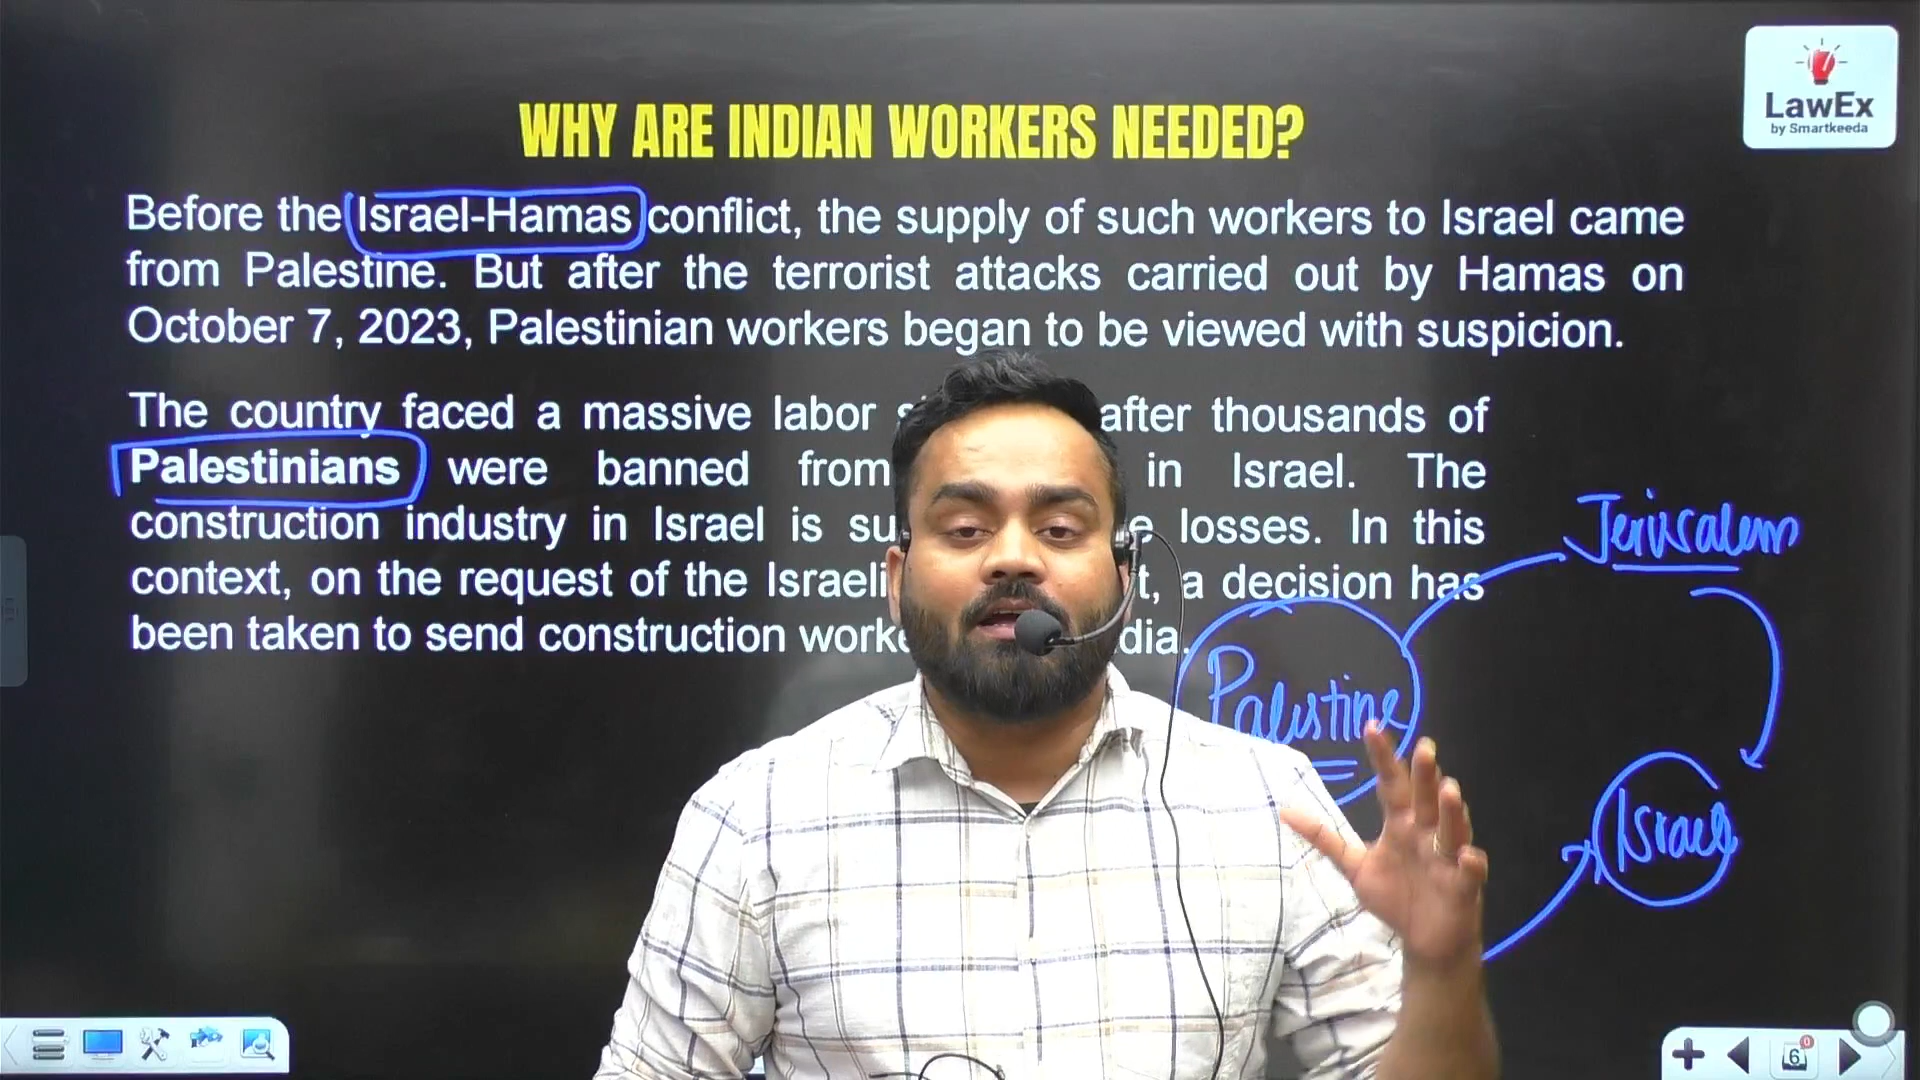 LawEx
by Smartkeeda
WHY ARE INDIAN WORKERS NEEDED?
Before the Israel-Hamas conflict, the supply of such workers to Israel came
from Palestine. But after the terrorist attacks carried out by Hamas on
October 7, 2023, Palestinian workers began to be viewed with suspicion.
The country faced a massive labor after thousands of
Palestinians were banned from in Israel. The
construction industry in Israel is losses. In this
context, on the request of the a decision has
been taken to send construction
Jerusalem
Palestine
Israel
6
0